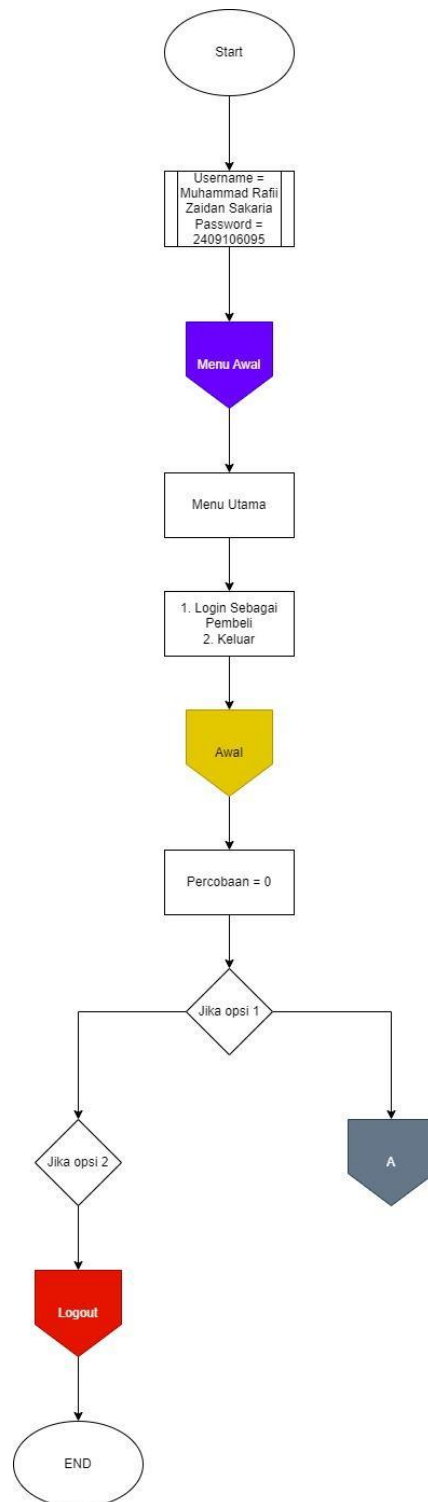 Start
Username =
Muhammad Rafii
Zaidan Sakaria
Password =
2409106095
Menu Awal
Menu Utama
1. Login Sebagai
Pembeli
2. Keluar
Awal
Percobaan = 0
Jika opsi 1
Jika opsi 2
A
Logout
END